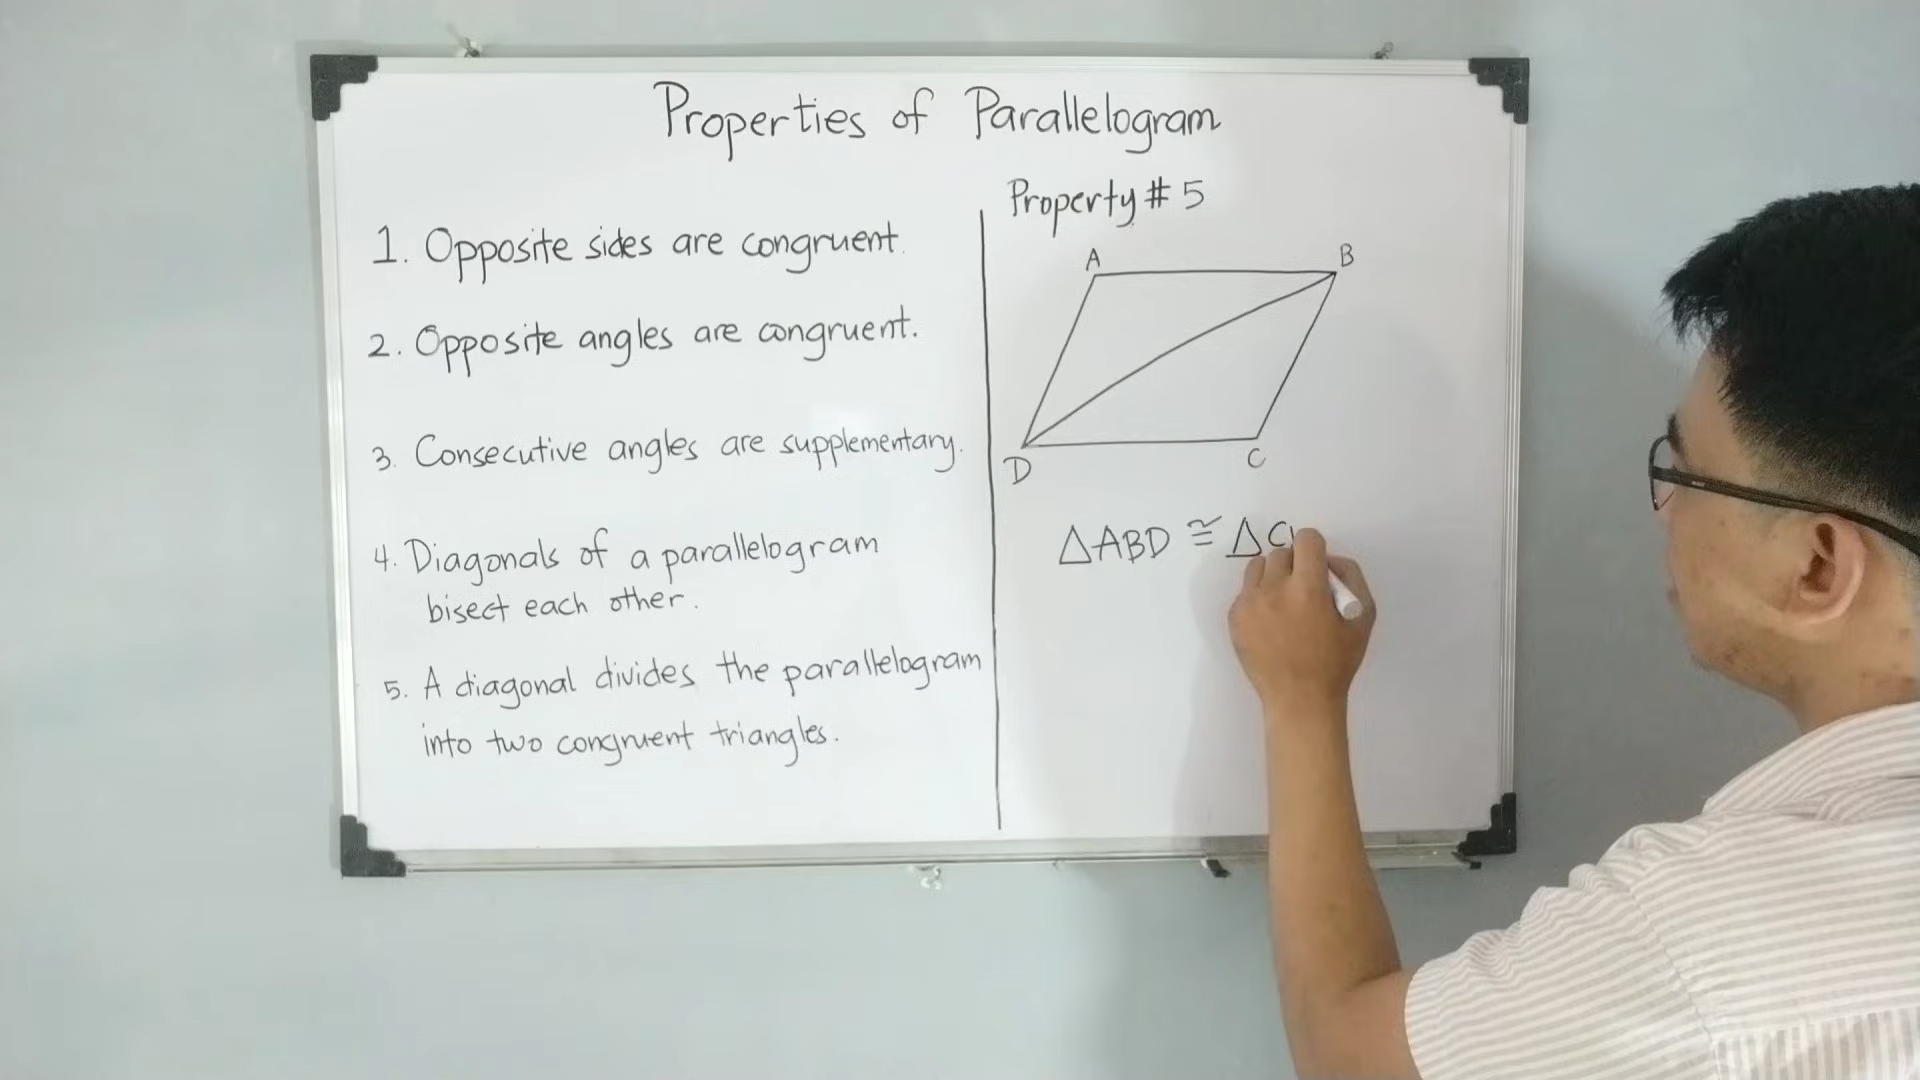 Properties of Parallelogram
1. Opposite sides are congruent.
2. Opposite angles are congruent.
3. Consecutive angles are supplementary.
4. Diagonals of a parallelogram
bisect each other.
5. A diagonal divides the parallelogram
into two congruent triangles.
Property # 5
A B
D C
△ABD ≅ △C